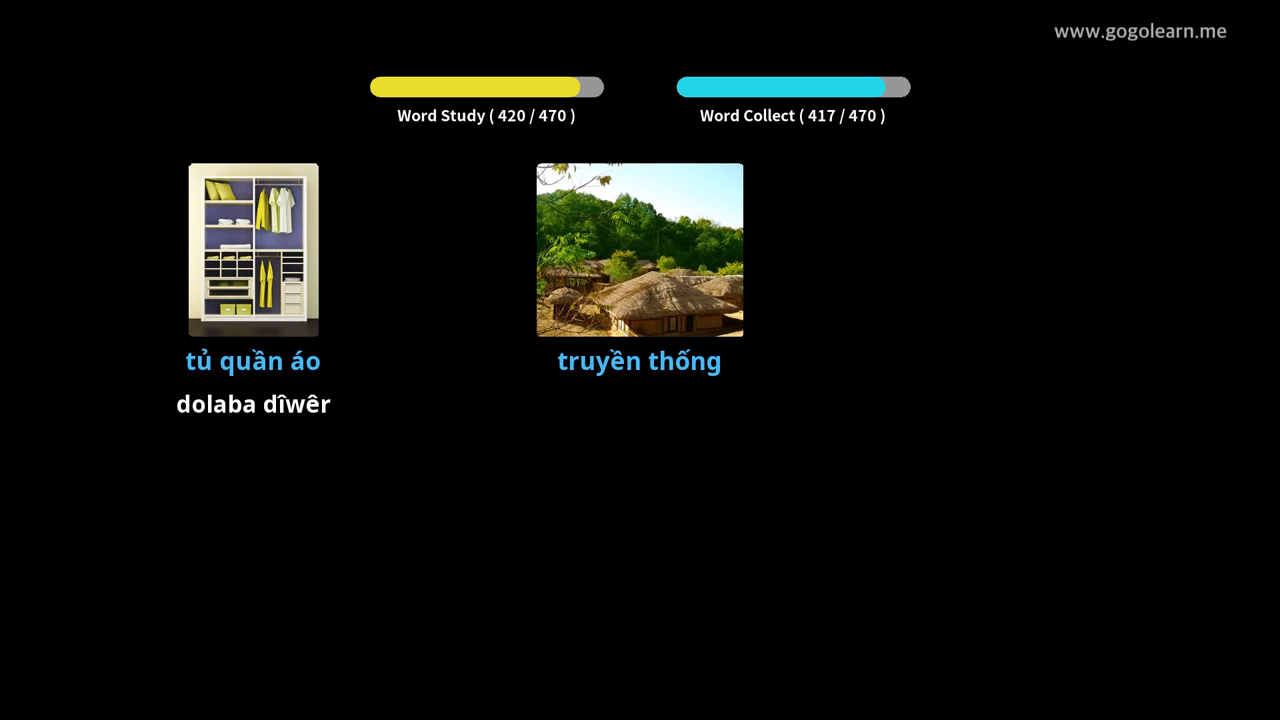 www.gogolearn.me
Word Study ( 420 / 470 )
Word Collect ( 417 / 470 )
tủ quần áo
dolaba dîwêr
truyền thống